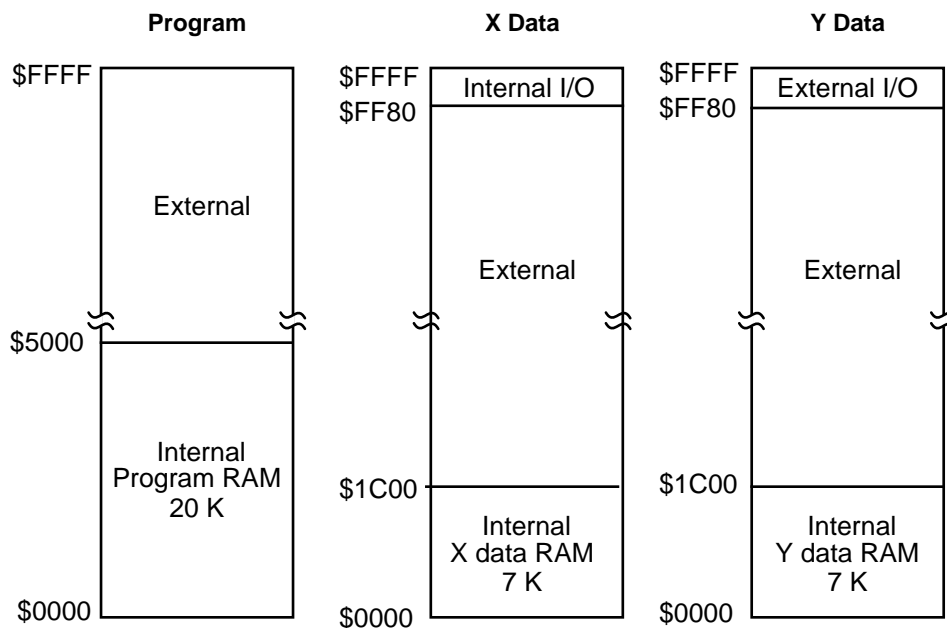 Program
$FFFF
External
$5000
Internal
Program RAM
20 K
$0000
X Data
$FFFF
Internal I/O
$FF80
External
$1C00
Internal
X data RAM
7 K
$0000
Y Data
$FFFF
External I/O
$FF80
External
$1C00
Internal
Y data RAM
7 K
$0000